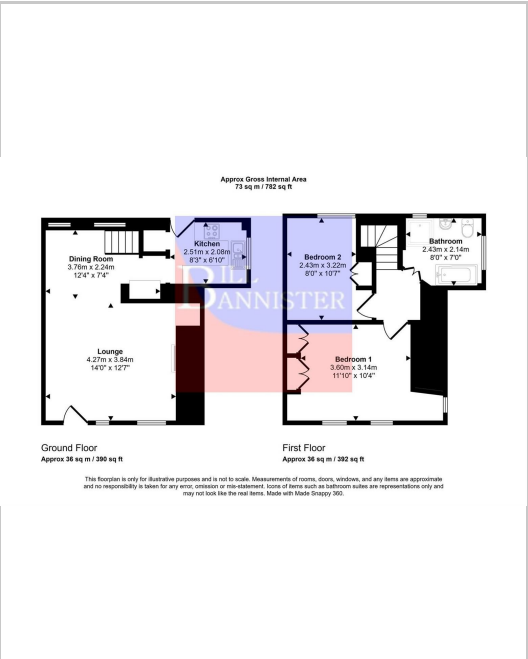 Approx Gross Internal Area
73 sq m / 782 sq ft
Kitchen
2.51m x 2.08m
8'3" x 6'10"
Dining Room
3.76m x 2.24m
12'4" x 7'4"
Bedroom 2
2.43m x 3.22m
8'0" x 10'7"
Bathroom
2.43m x 2.14m
8'0" x 7'0"
BILL
BANNISTER
Lounge
4.27m x 3.84m
14'0" x 12'7"
Bedroom 1
3.60m x 3.14m
11'10" x 10'4"
Ground Floor
Approx 36 sq m / 390 sq ft
First Floor
Approx 36 sq m / 392 sq ft
This floorplan is only for illustrative purposes and is not to scale. Measurements of rooms, doors, windows, and any items are approximate
and no responsibility is taken for any error, omission or mis-statement. Icons of items such as bathroom suites are representations only and
may not look like the real items. Made with Made Snappy 360.